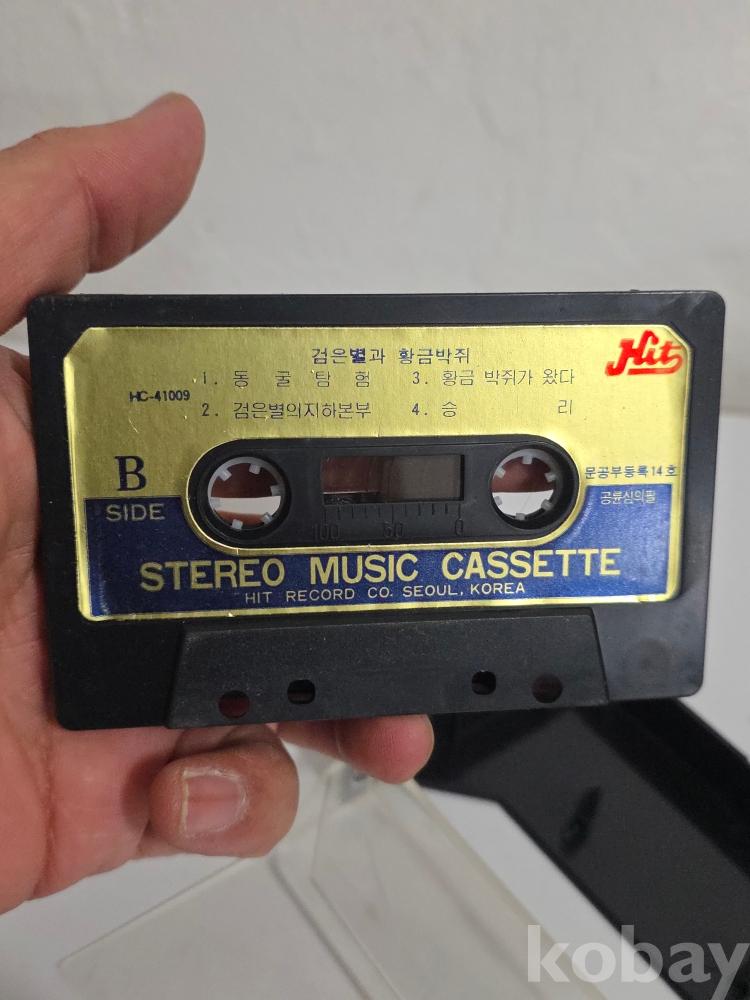 검은별과 황금박쥐
Hit
1. 동 굴 탐 험 3. 황금 박쥐가 왔다
HC-41009
2. 검은별의지하본부 4. 승 리
B
SIDE
문공부등록14호
공륜심의필
100 50 0
STEREO MUSIC CASSETTE
HIT RECORD CO. SEOUL, KOREA
kobay